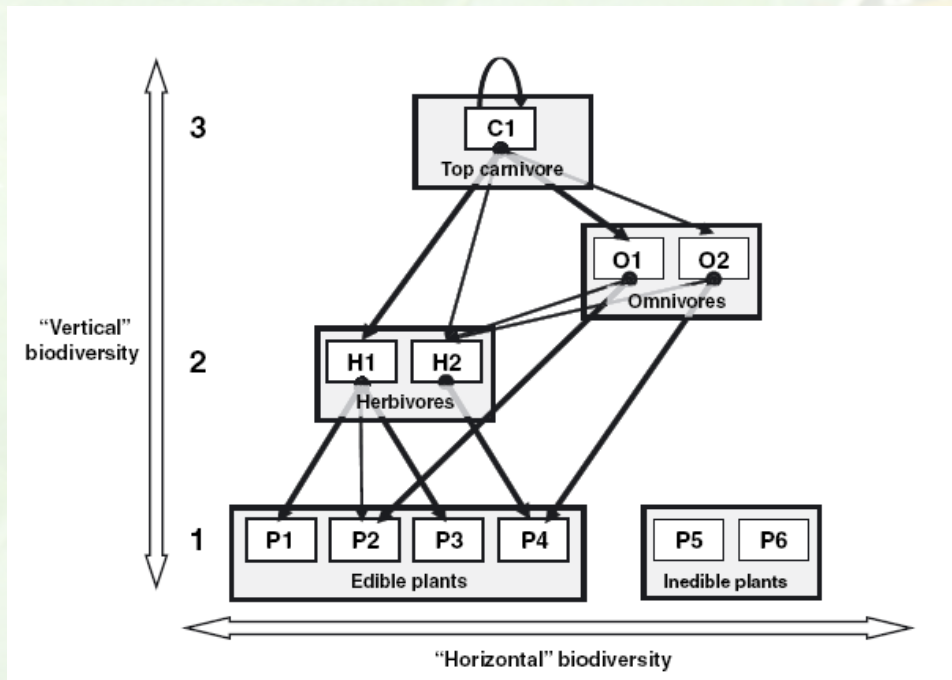 3
C1
Top carnivore
O1 O2
Omnivores
“Vertical”
biodiversity
2
H1 H2
Herbivores
1
P1 P2 P3 P4
Edible plants
P5 P6
Inedible plants
“Horizontal” biodiversity